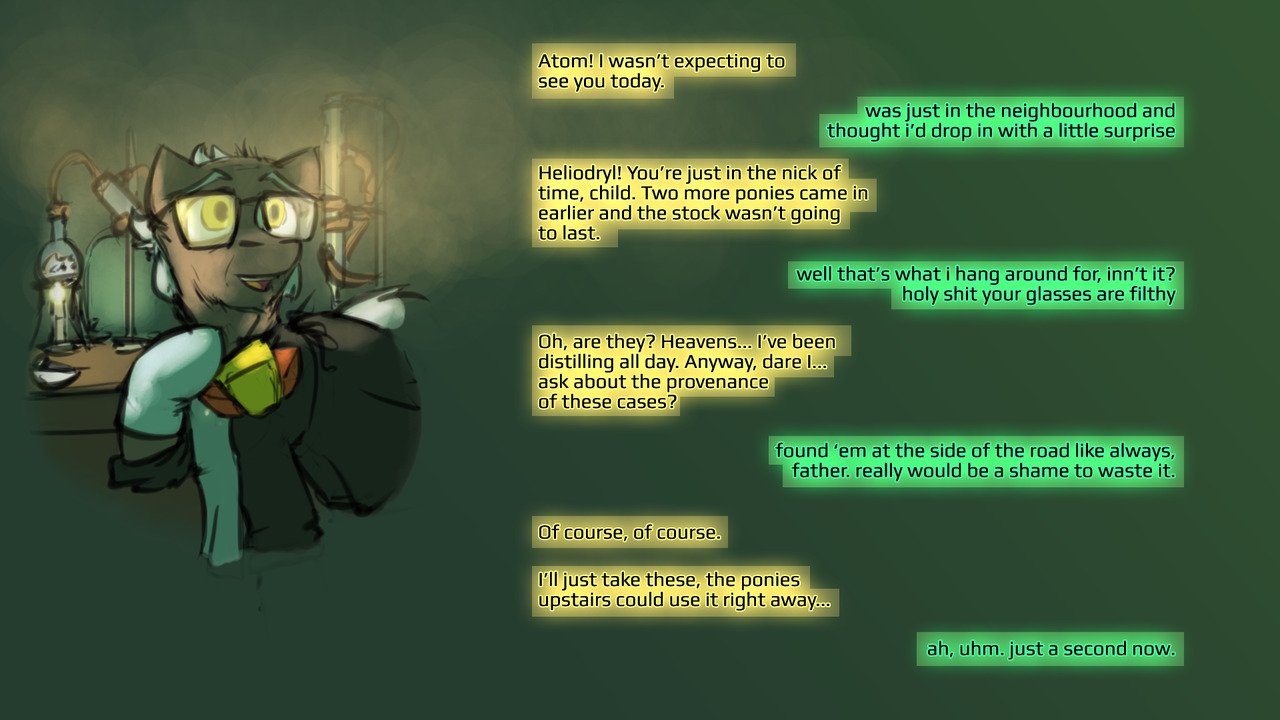 Atom! I wasn't expecting to
see you today.
was just in the neighbourhood and
thought i'd drop in with a little surprise
Heliodryl! You're just in the nick of
time, child. Two more ponies came in
earlier and the stock wasn't going
to last.
well that's what i hang around for, inn't it?
holy shit your glasses are filthy
Oh, are they? Heavens... I've been
distilling all day. Anyway, dare I...
ask about the provenance
of these cases?
found ‘em at the side of the road like always,
father. really would be a shame to waste it.
Of course, of course.
I'll just take these, the ponies
upstairs could use it right away...
ah, uhm. just a second now.